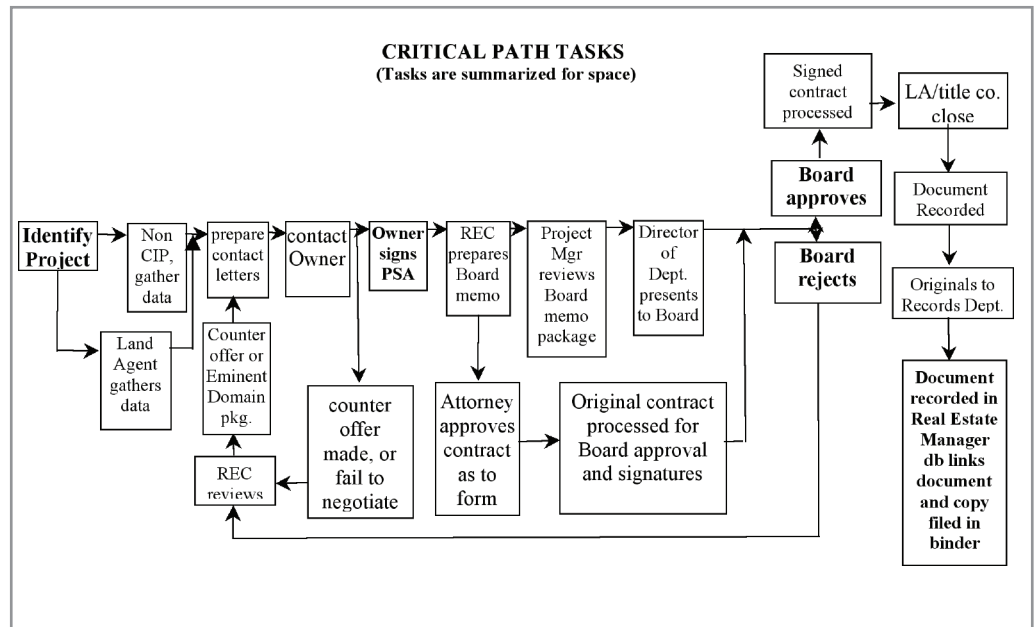 CRITICAL PATH TASKS
(Tasks are summarized for space)
Signed
contract
processed
LA/title co.
close
Board
approves
Document
Recorded
Identify
Project
Non
CIP,
gather
data
prepare
contact
letters
contact
Owner
Owner
signs
PSA
REC
prepares
Board
memo
Project
Mgr
reviews
Board
memo
package
Director
of
Dept.
presents
to Board
Board
rejects
Originals to
Records Dept.
Land
Agent
gathers
data
Counter
offer or
Eminent
Domain
pkg.
counter
offer
made, or
fail to
negotiate
Attorney
approves
contract
as to
form
Original contract
processed for
Board approval
and signatures
Document
recorded in
Real Estate
Manager
db links
document
and copy
filed in
binder
REC
reviews